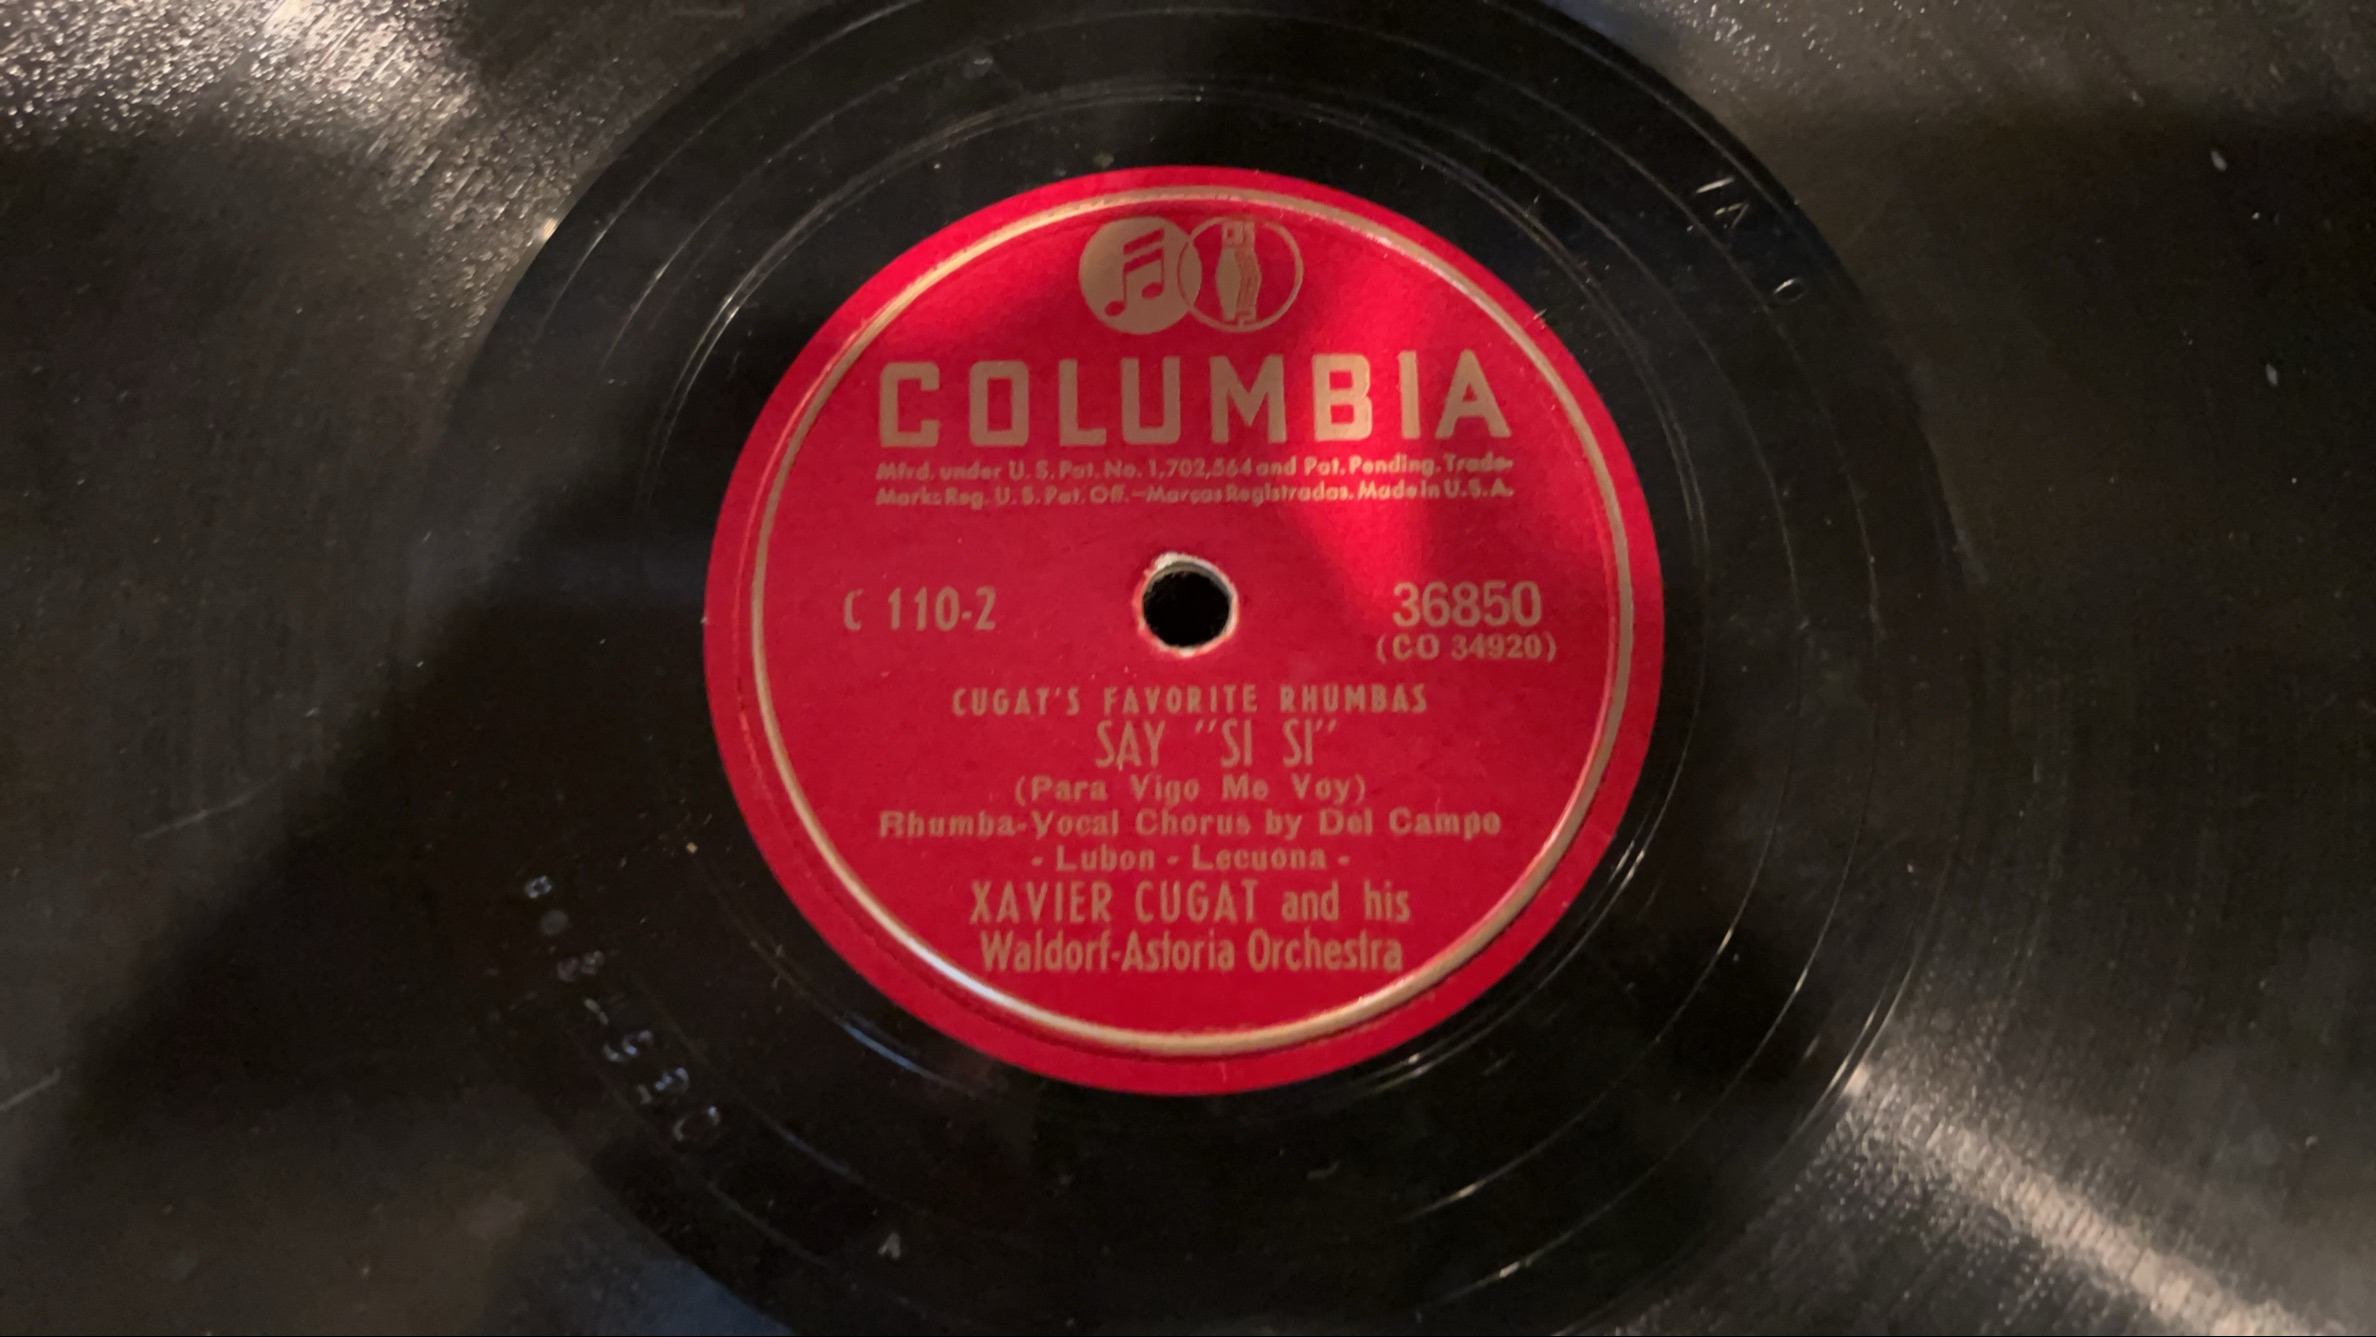 CBS
COLUMBIA
Mfrd. under U.S. Pat. No. 1,702,564 and Pat. Pending. Trade-
Marks Reg. U.S. Pat. Off.—Marcas Registradas. Made in U.S.A.
C 110-2
36850
(CO 34920)
CUGAT'S FAVORITE RHUMBAS
SAY "SI SI"
(Para Vigo Me Voy)
Rhumba-Vocal Chorus by Del Campo
- Lubon - Lecuona -
XAVIER CUGAT and his
Waldorf-Astoria Orchestra